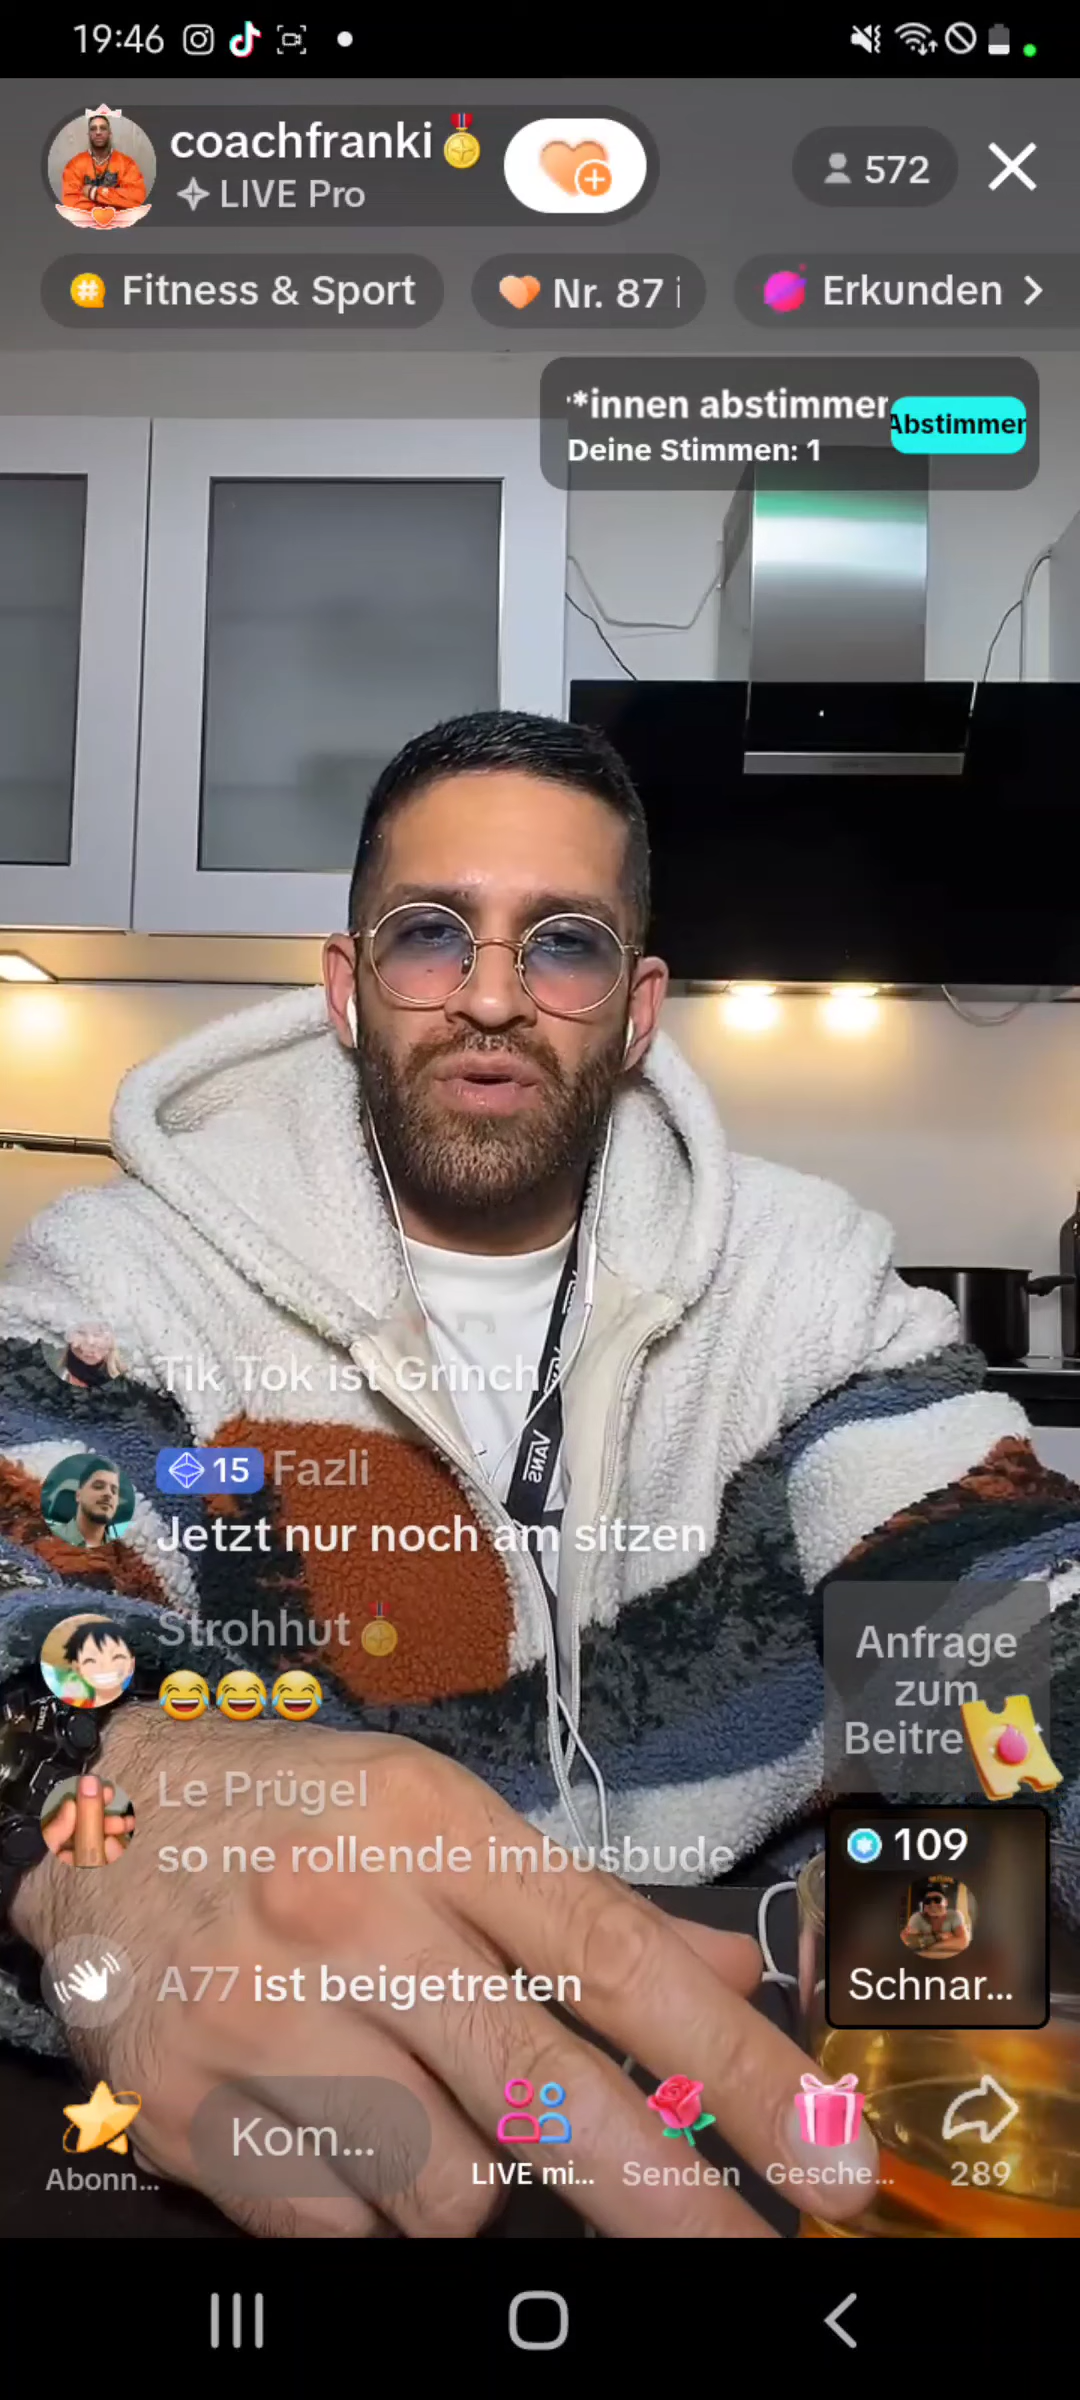 19:46
coachfranki
LIVE Pro
572
Fitness & Sport
Nr. 87
Erkunden
*innen abstimmen
Abstimmen
Deine Stimmen: 1
VANS
Tik Tok ist Grinch
15 Fazli
Jetzt nur noch am sitzen
Strohhut
😂😂😂
Le Prügel
so ne rollende imbusbude
A77 ist beigetreten
Anfrage
zum
Beitre
109
Schnar...
Abonn...
Kom...
LIVE mi...
Senden
Gesche...
289